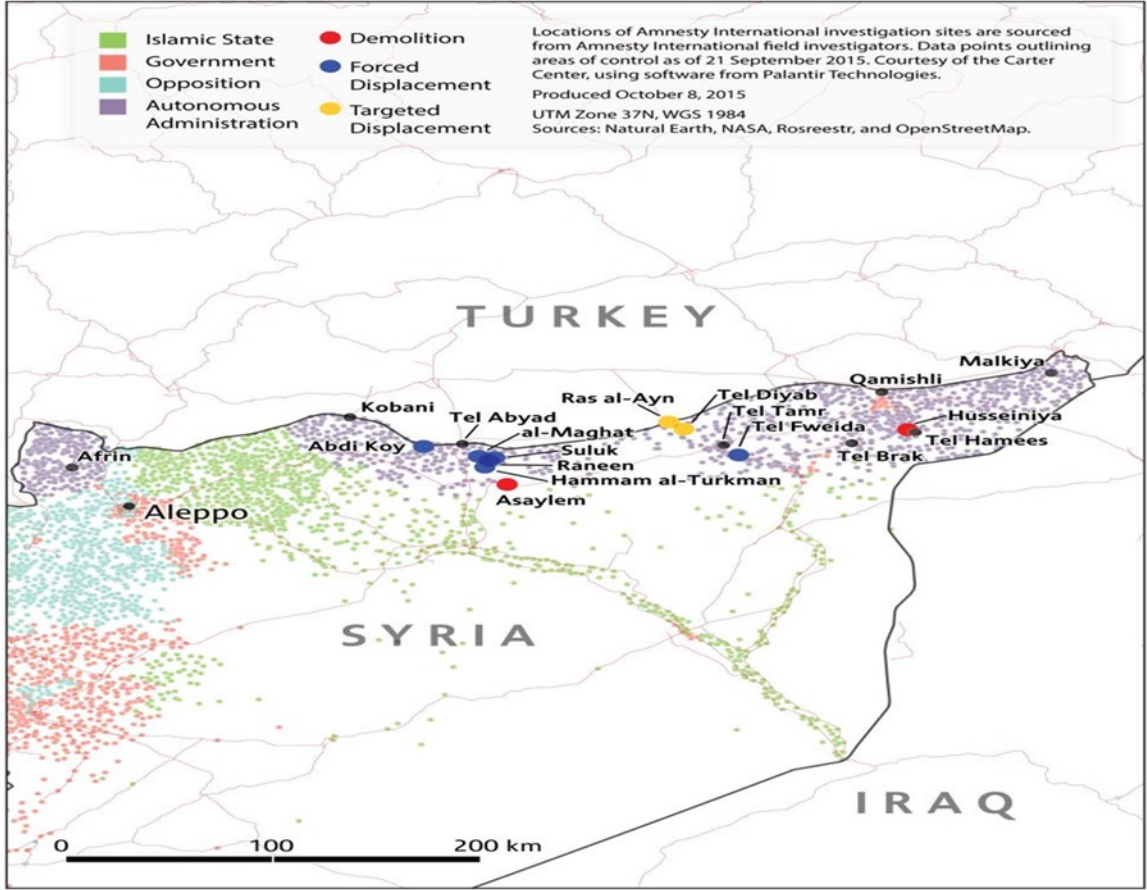 Islamic State
Government
Opposition
Autonomous
Administration
Demolition
Forced
Displacement
Targeted
Displacement
Locations of Amnesty International investigation sites are sourced
from Amnesty International field investigators. Data points outlining
areas of control as of 21 September 2015. Courtesy of the Carter
Center, using software from Palantir Technologies.
Produced October 8, 2015
UTM Zone 37N, WGS 1984
Sources: Natural Earth, NASA, Rosreestr, and OpenStreetMap.
TURKEY
Malkiya
Qamishli
Ras al-Ayn
Tel Diyab
Kobani
Tel Tamr
Husseiniya
Tel Abyad
Tel Fweida
al-Maghat
Tel Hamees
Abdi Koy
Suluk
Tel Brak
Afrin
Raneen
Hammam al-Turkman
Asaylem
Aleppo
SYRIA
IRAQ
0 100 200 km